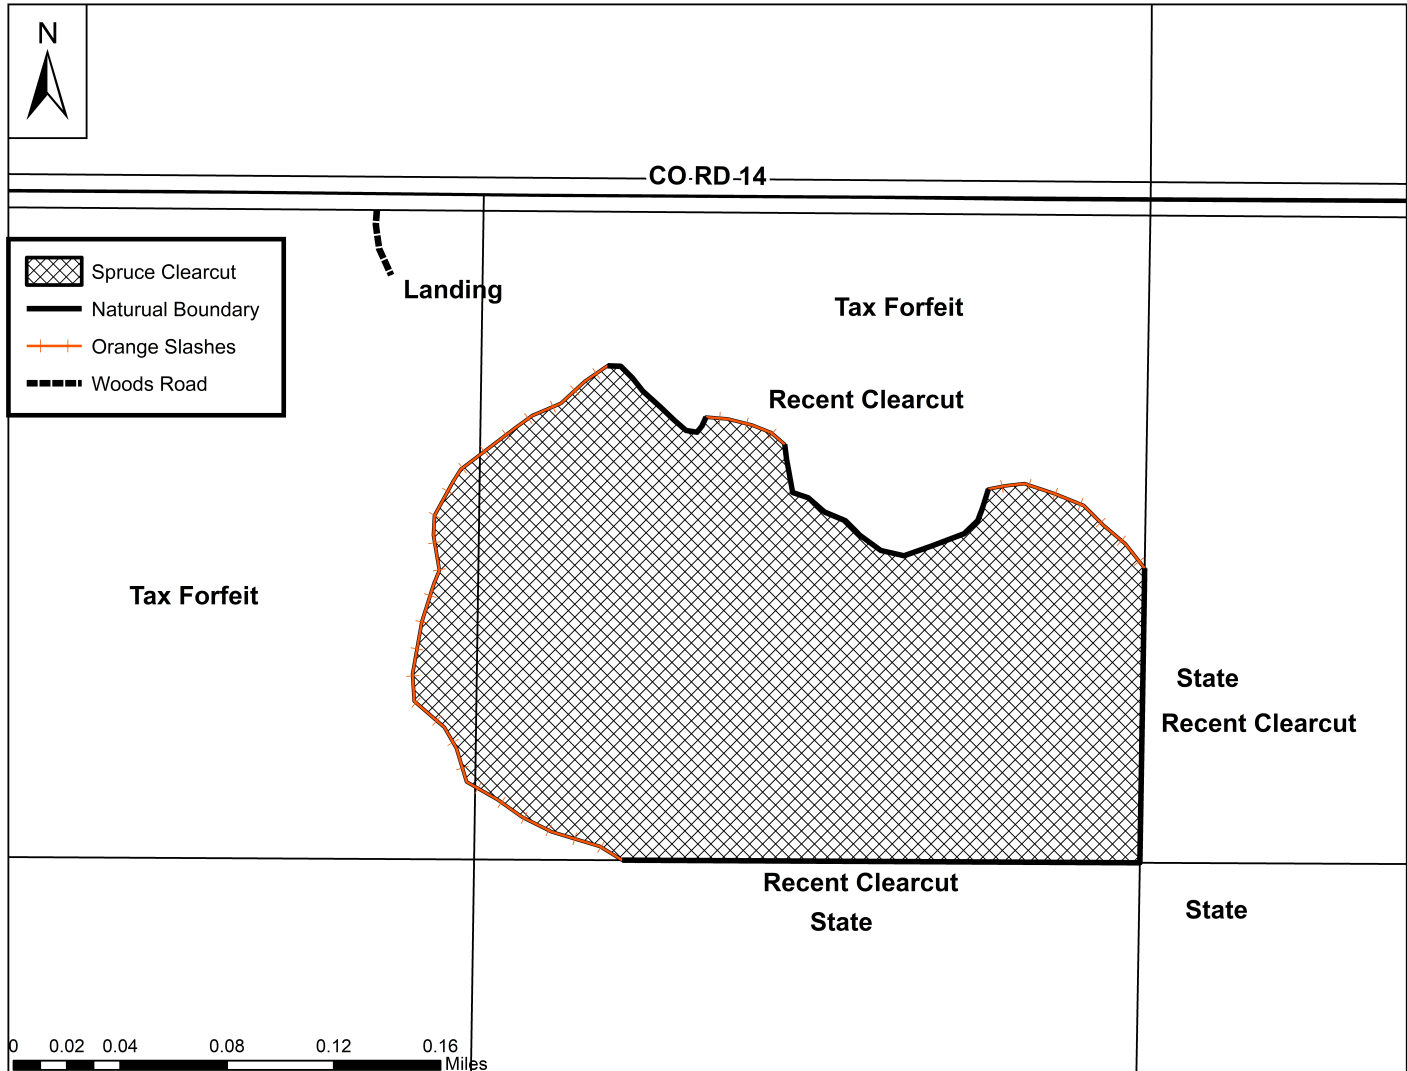 N
CO RD 14
Spruce Clearcut
Naturual Boundary
Orange Slashes
Woods Road
Landing
Tax Forfeit
Recent Clearcut
Tax Forfeit
State
Recent Clearcut
Recent Clearcut
State
State
0 0.02 0.04 0.08 0.12 0.16
Miles